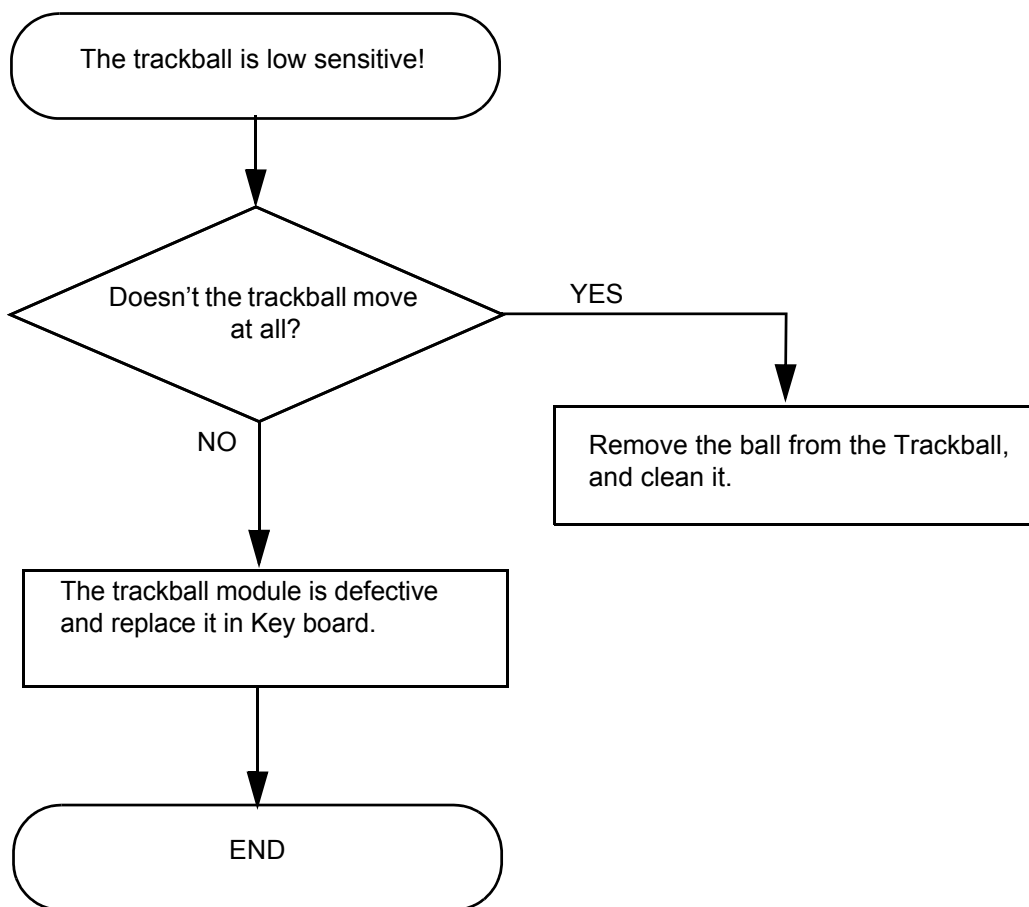 The trackball is low sensitive!
Doesn't the trackball move
at all?
YES
NO
Remove the ball from the Trackball,
and clean it.
The trackball module is defective
and replace it in Key board.
END